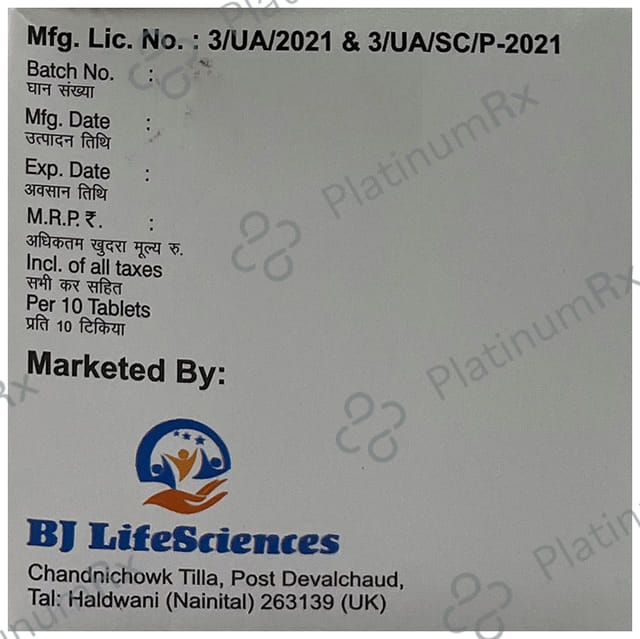 Mfg. Lic. No. : 3/UA/2021 & 3/UA/SC/P-2021
Batch No. :
घान संख्या
Mfg. Date :
उत्पादन तिथि
Exp. Date :
अवसान तिथि
M.R.P. ₹. :
अधिकतम खुदरा मूल्य रु.
Incl. of all taxes
सभी कर सहित
Per 10 Tablets
प्रति 10 टिकिया
Marketed By:
BJ LifeSciences
Chandnichowk Tilla, Post Devalchaud,
Tal: Haldwani (Nainital) 263139 (UK)
PlatinumRx
PlatinumRx